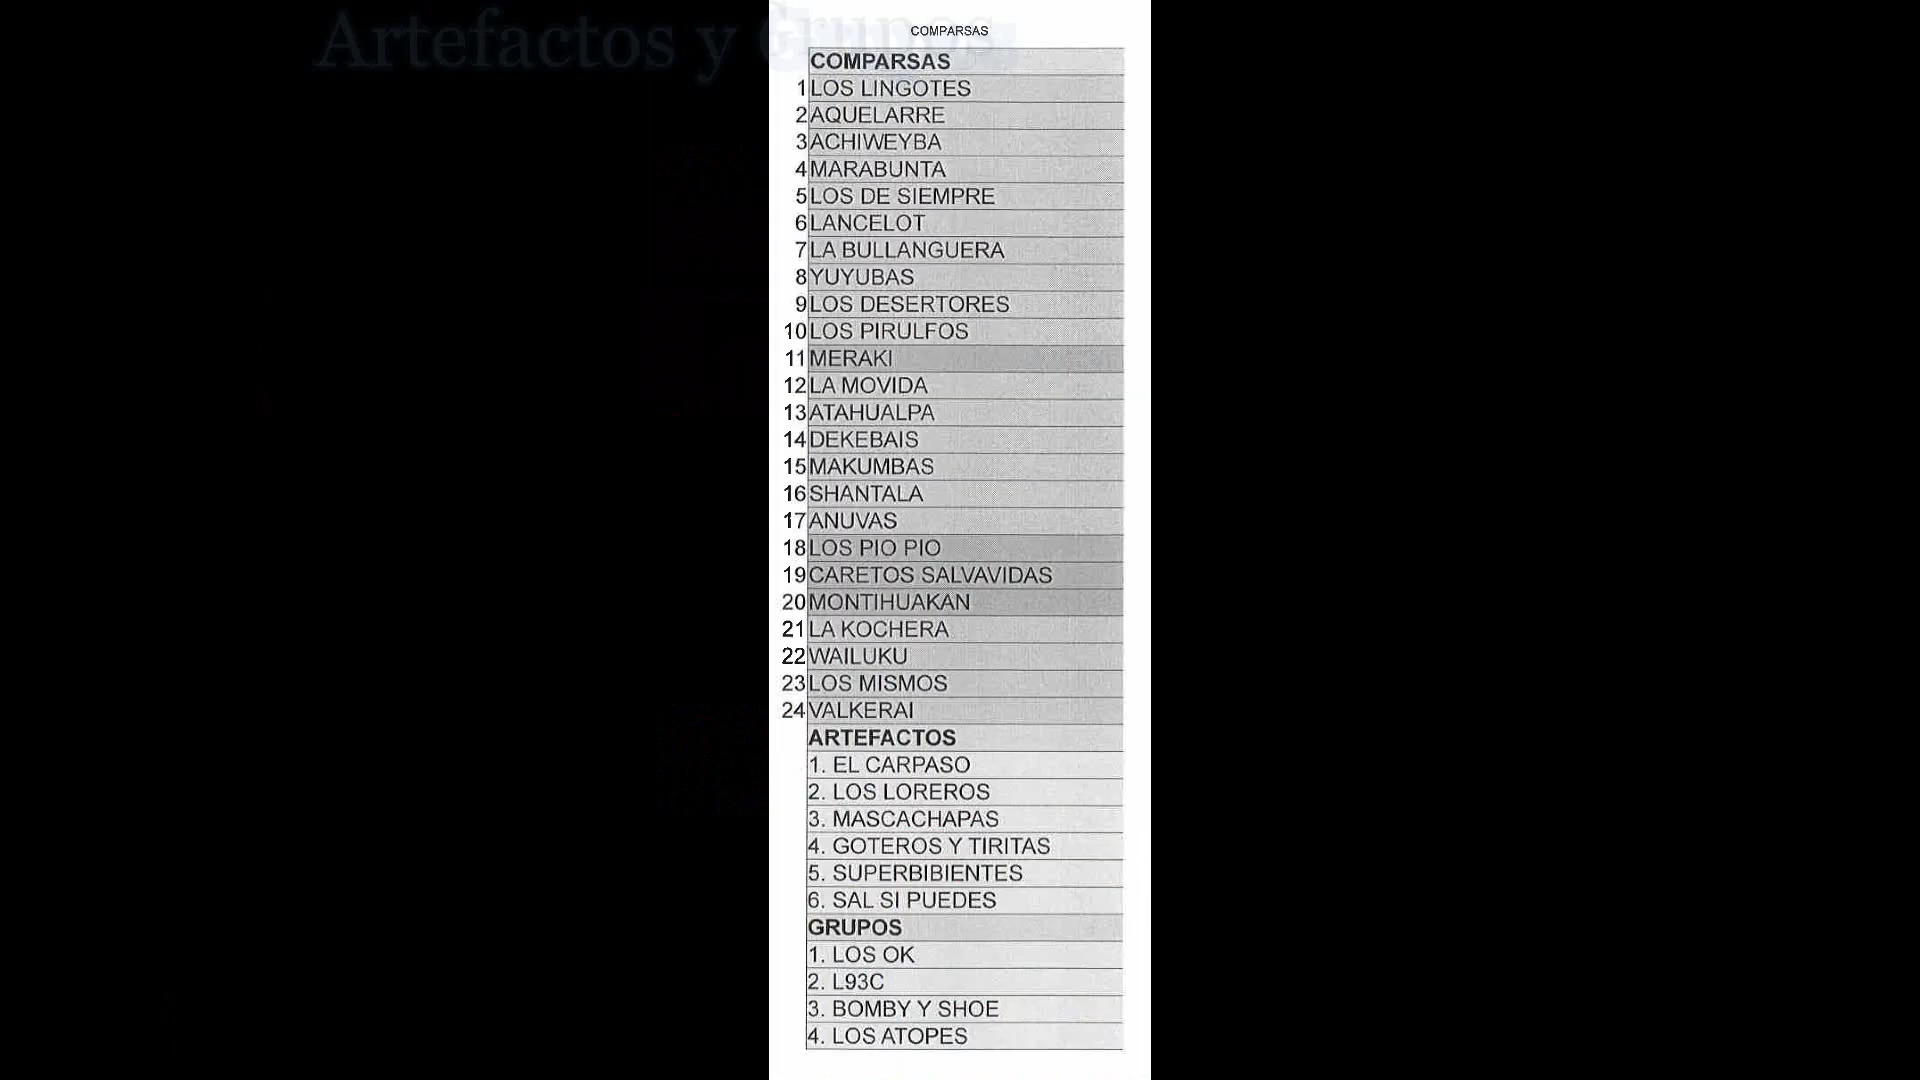 Artefactos y Grupos
COMPARSAS
COMPARSAS
1 LOS LINGOTES
2 AQUELARRE
3 ACHIWEYBA
4 MARABUNTA
5 LOS DE SIEMPRE
6 LANCELOT
7 LA BULLANGUERA
8 YUYUBAS
9 LOS DESERTORES
10 LOS PIRULFOS
11 MERAKI
12 LA MOVIDA
13 ATAHUALPA
14 DEKEBAIS
15 MAKUMBAS
16 SHANTALA
17 ANUVAS
18 LOS PIO PIO
19 CARETOS SALVAVIDAS
20 MONTIHUAKAN
21 LA KOCHERA
22 WAILUKU
23 LOS MISMOS
24 VALKERAI
ARTEFACTOS
1. EL CARPASO
2. LOS LOREROS
3. MASCACHAPAS
4. GOTEROS Y TIRITAS
5. SUPERBIBIENTES
6. SAL SI PUEDES
GRUPOS
1. LOS OK
2. L93C
3. BOMBY Y SHOE
4. LOS ATOPES